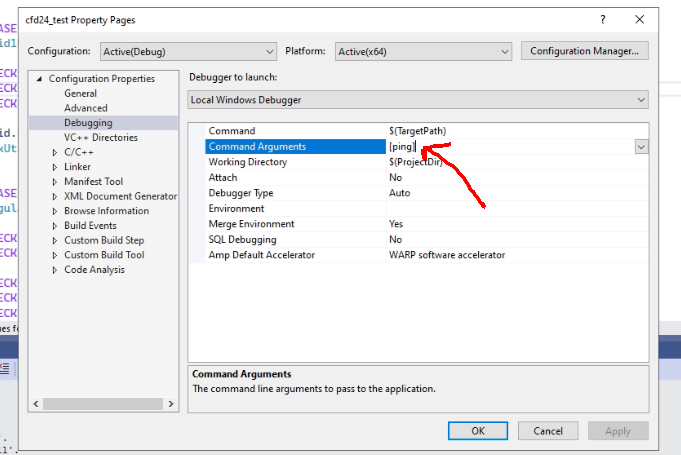 cfd24_test Property Pages
? ×
Configuration: Active(Debug) Platform: Active(x64) Configuration Manager...
Configuration Properties
General
Advanced
Debugging
VC++ Directories
C/C++
Linker
Manifest Tool
XML Document Generator
Browse Information
Build Events
Custom Build Step
Custom Build Tool
Code Analysis
Debugger to launch:
Local Windows Debugger
Command $(TargetPath)
Command Arguments [ping]
Working Directory $(ProjectDir)
Attach No
Debugger Type Auto
Environment
Merge Environment Yes
SQL Debugging No
Amp Default Accelerator WARP software accelerator
Command Arguments
The command line arguments to pass to the application.
OK Cancel Apply